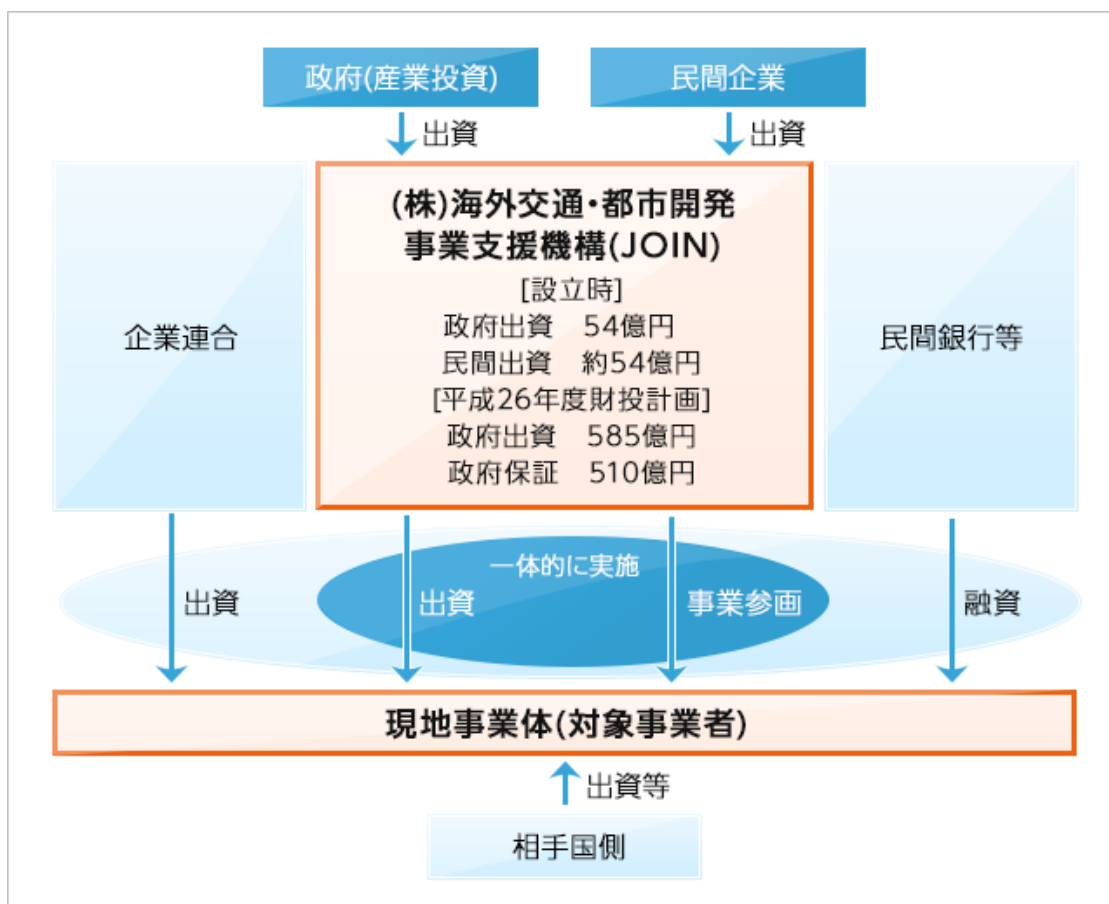 政府(産業投資)
民間企業
出資
出資
企業連合
(株)海外交通・都市開発
事業支援機構(JOIN)
[設立時]
政府出資　54億円
民間出資　約54億円
[平成26年度財投計画]
政府出資　585億円
政府保証　510億円
民間銀行等
一体的に実施
出資
出資
事業参画
融資
現地事業体(対象事業者)
出資等
相手国側